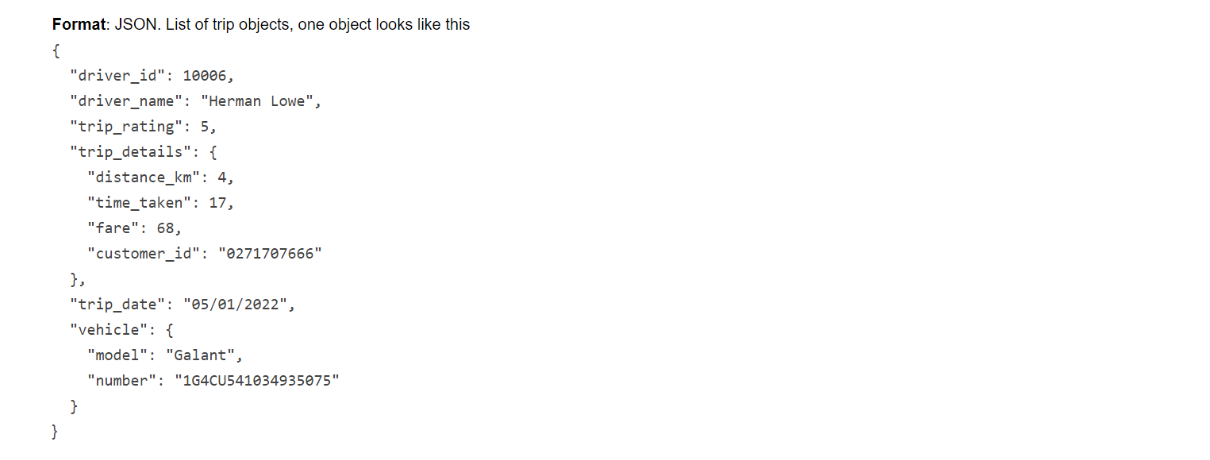 Format: JSON. List of trip objects, one object looks like this
{
  "driver_id": 10006,
  "driver_name": "Herman Lowe",
  "trip_rating": 5,
  "trip_details": {
    "distance_km": 4,
    "time_taken": 17,
    "fare": 68,
    "customer_id": "0271707666"
  },
  "trip_date": "05/01/2022",
  "vehicle": {
    "model": "Galant",
    "number": "1G4CU541034935075"
  }
}